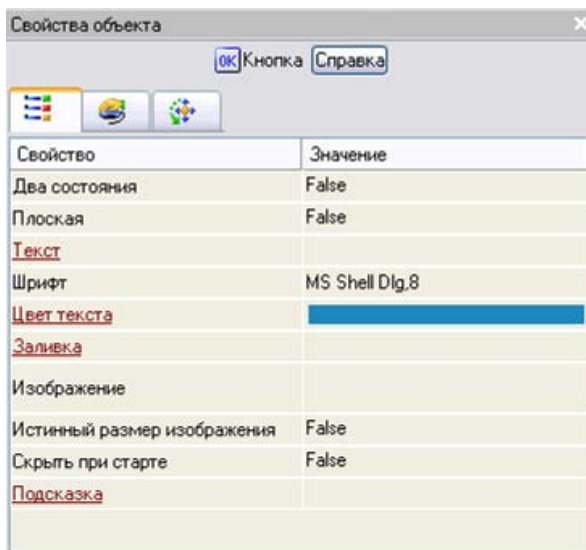 Свойства объекта
OK Кнопка Справка
Свойство Значение
Два состояния False
Плоская False
Текст
Шрифт MS Shell Dlg,8
Цвет текста
Заливка
Изображение
Истинный размер изображения False
Скрыть при старте False
Подсказка